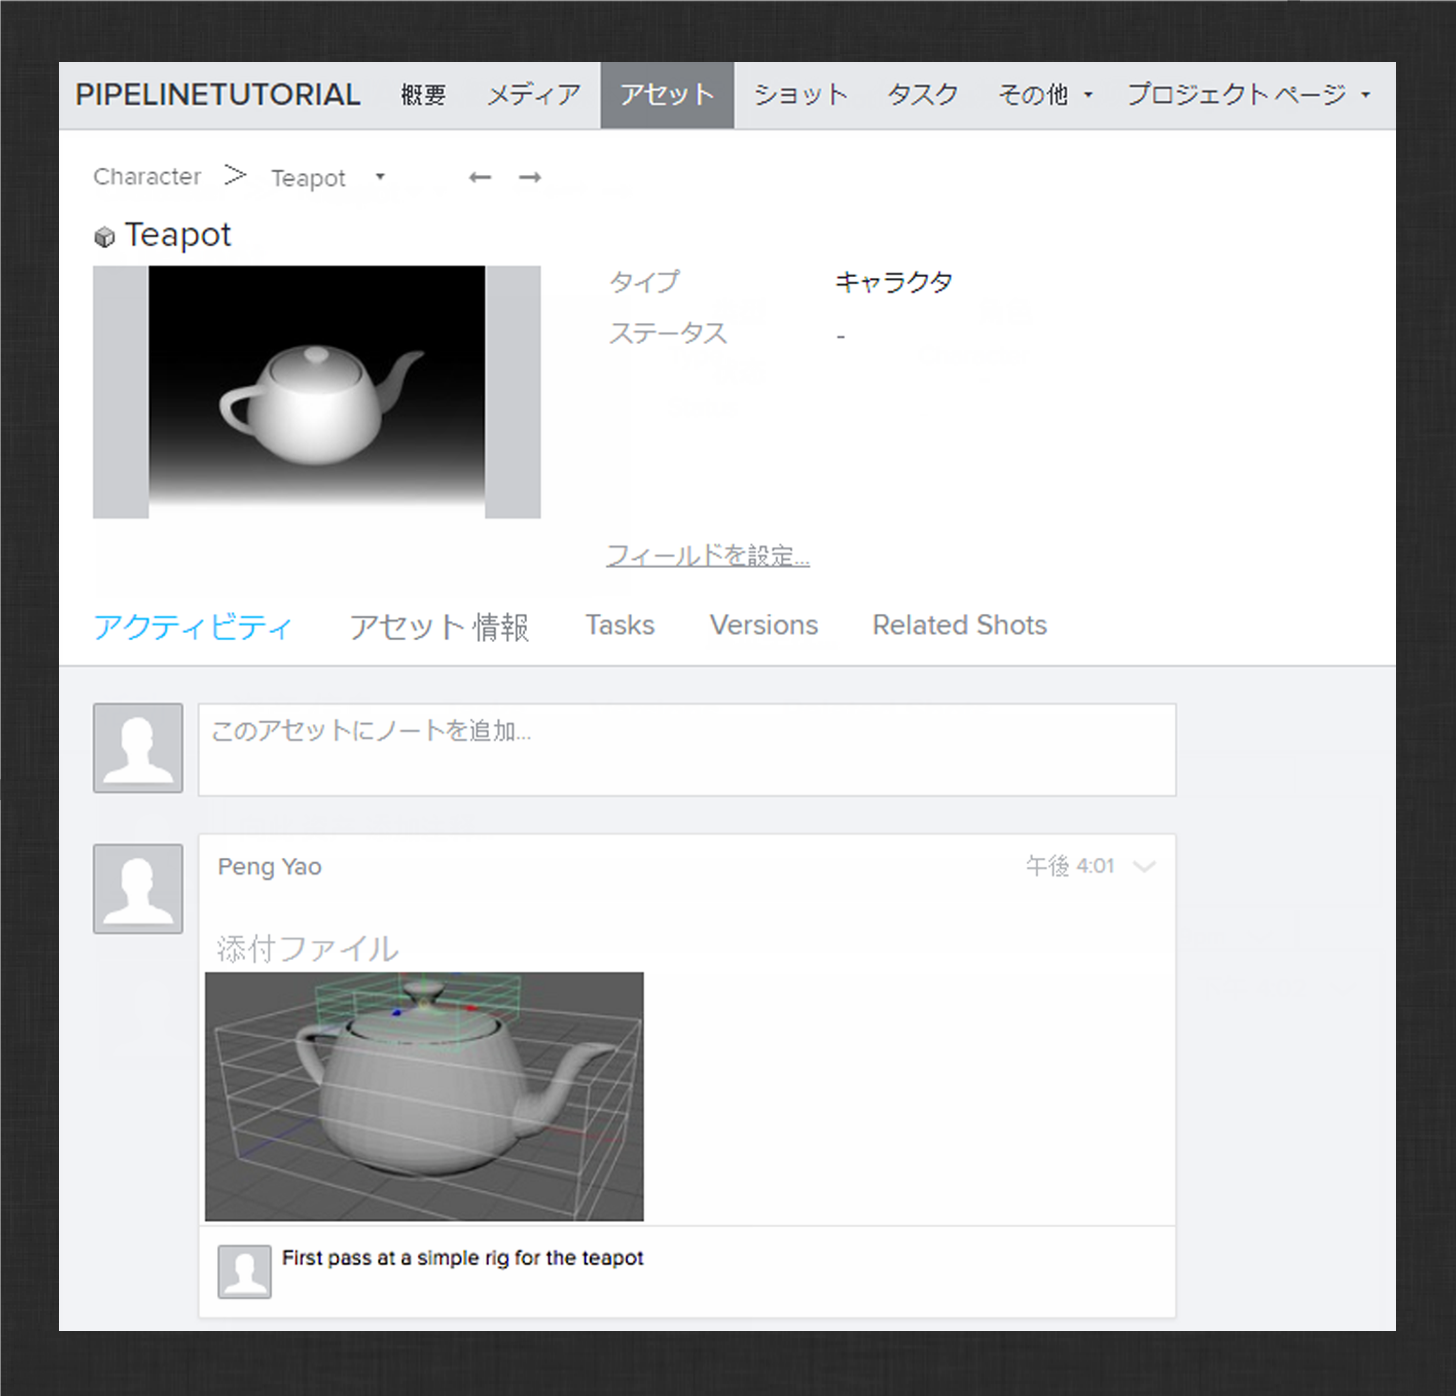 PIPELINETUTORIAL 概要 メディア アセット ショット タスク その他 プロジェクト ページ
Character > Teapot
Teapot
タイプ キャラクタ
ステータス -
フィールドを設定...
アクティビティ アセット 情報 Tasks Versions Related Shots
このアセットにノートを追加...
Peng Yao 午後 4:01
添付ファイル
First pass at a simple rig for the teapot